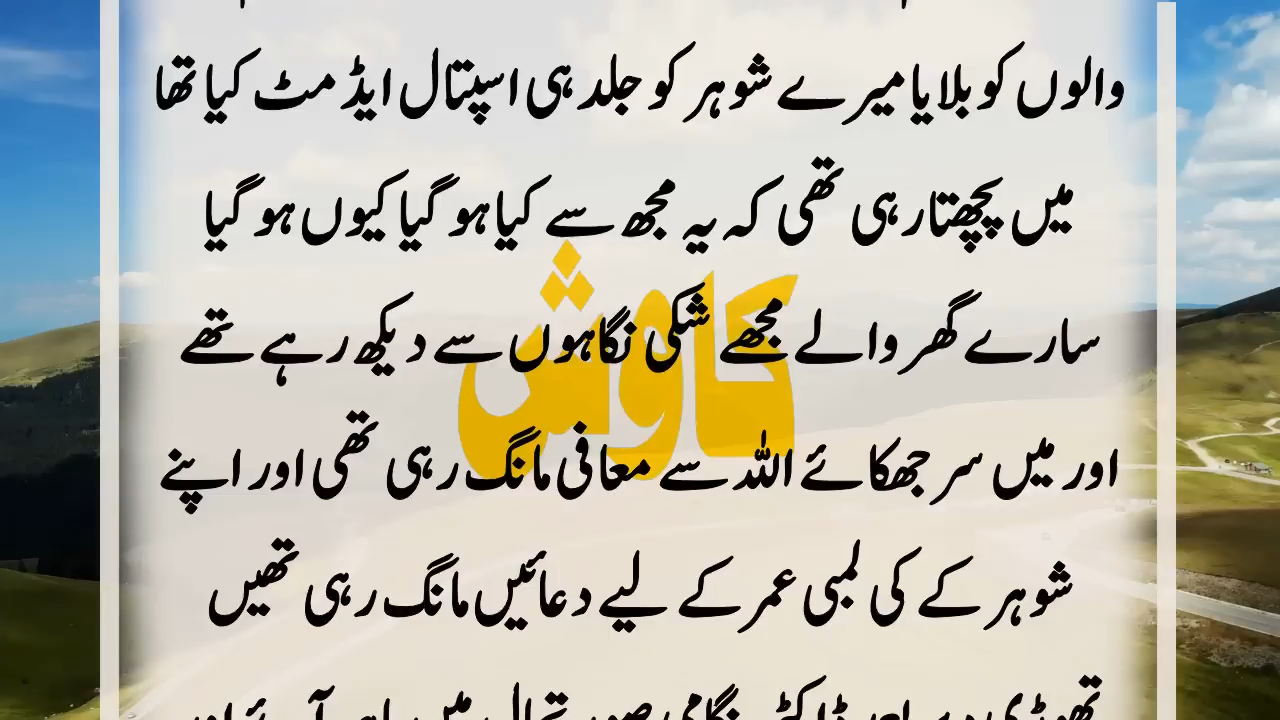 والوں کو بلایا میرے شوہر کو جلد ہی اسپتال ایڈمٹ کیا تھا
میں پچھتا رہی تھی کہ یہ مجھ سے کیا ہو گیا کیوں ہو گیا
سارے گھر والے مجھے شکی نگاہوں سے دیکھ رہے تھے
کاوش
اور میں سر جھکائے اللہ سے معافی مانگ رہی تھی اور اپنے
شوہر کے کی لمبی عمر کے لیے دعائیں مانگ رہی تھیں